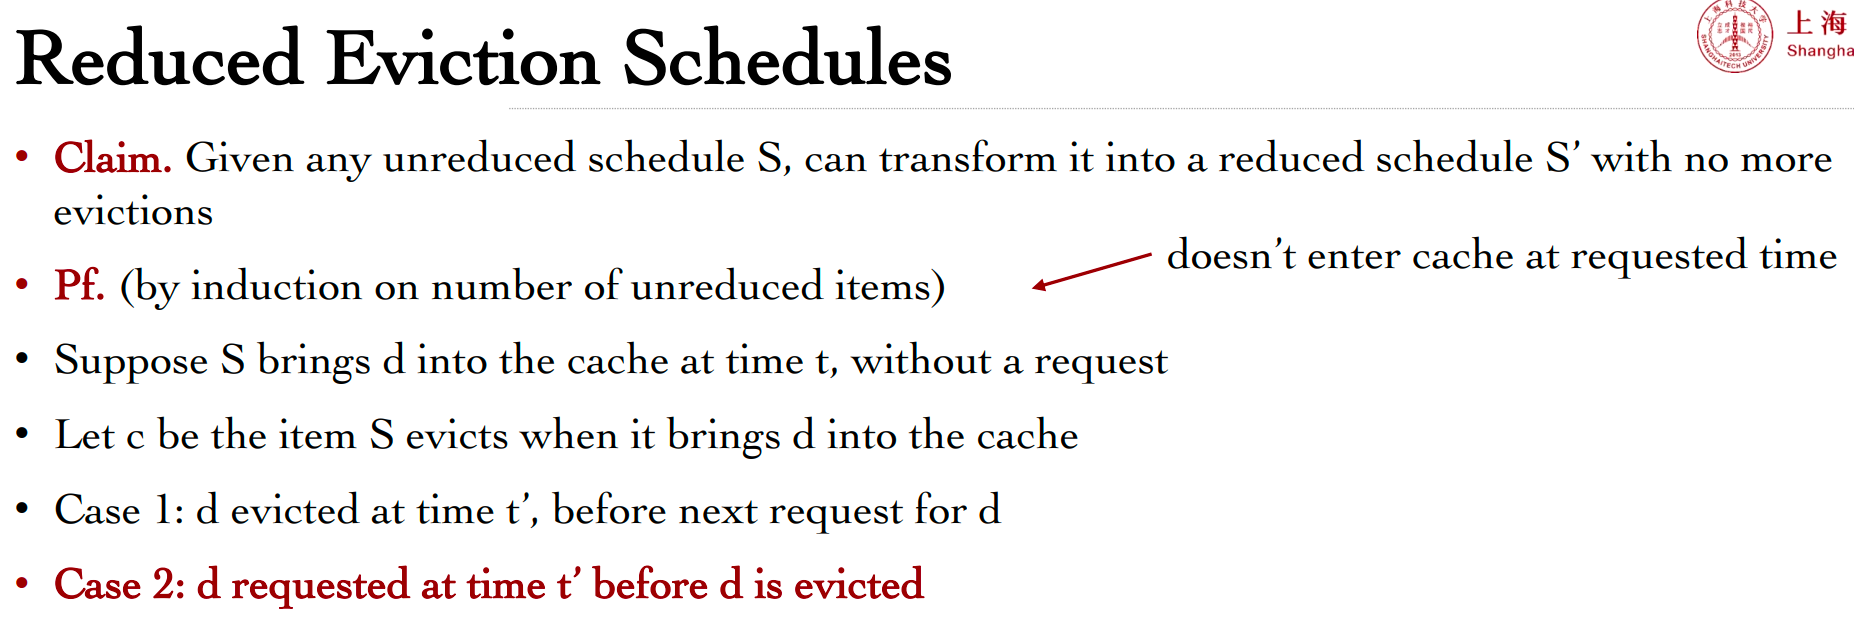 Reduced Eviction Schedules
上海
Shangha
• Claim. Given any unreduced schedule S, can transform it into a reduced schedule S’ with no more
evictions
doesn’t enter cache at requested time
• Pf. (by induction on number of unreduced items)
• Suppose S brings d into the cache at time t, without a request
• Let c be the item S evicts when it brings d into the cache
• Case 1: d evicted at time t’, before next request for d
• Case 2: d requested at time t’ before d is evicted